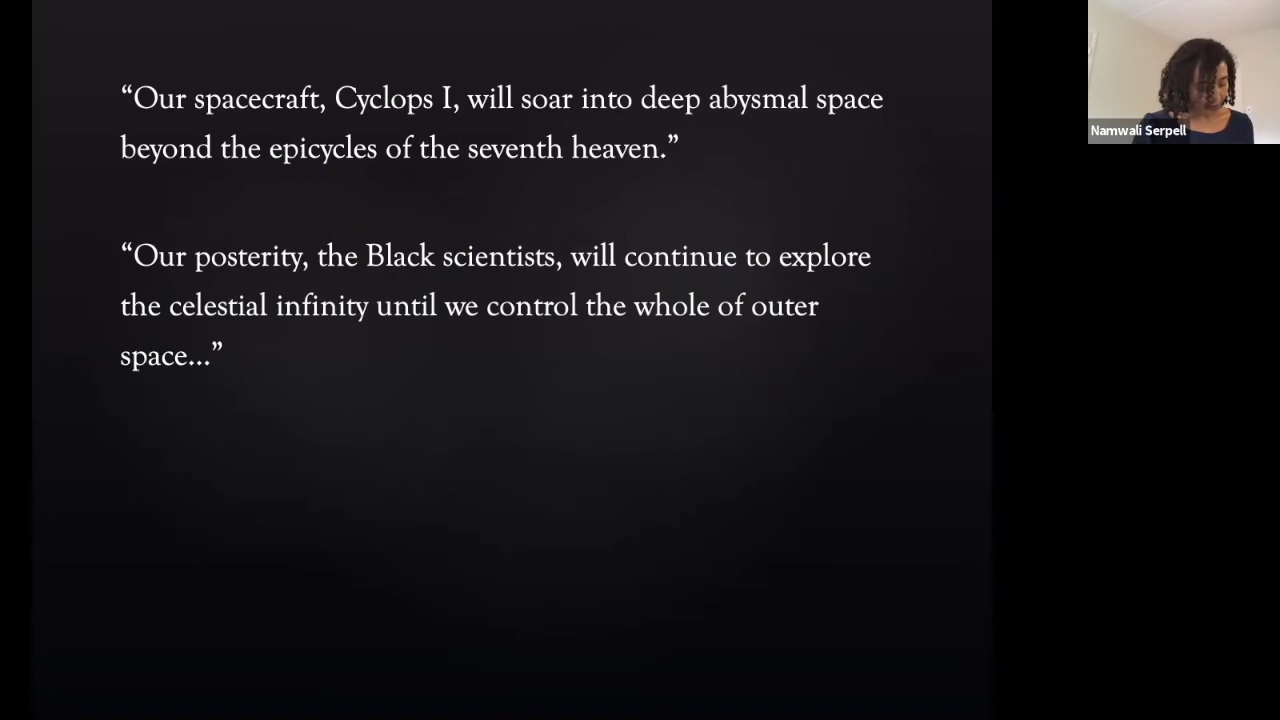 “Our spacecraft, Cyclops I, will soar into deep abysmal space
beyond the epicycles of the seventh heaven.”
“Our posterity, the Black scientists, will continue to explore
the celestial infinity until we control the whole of outer
space…”
Namwali Serpell